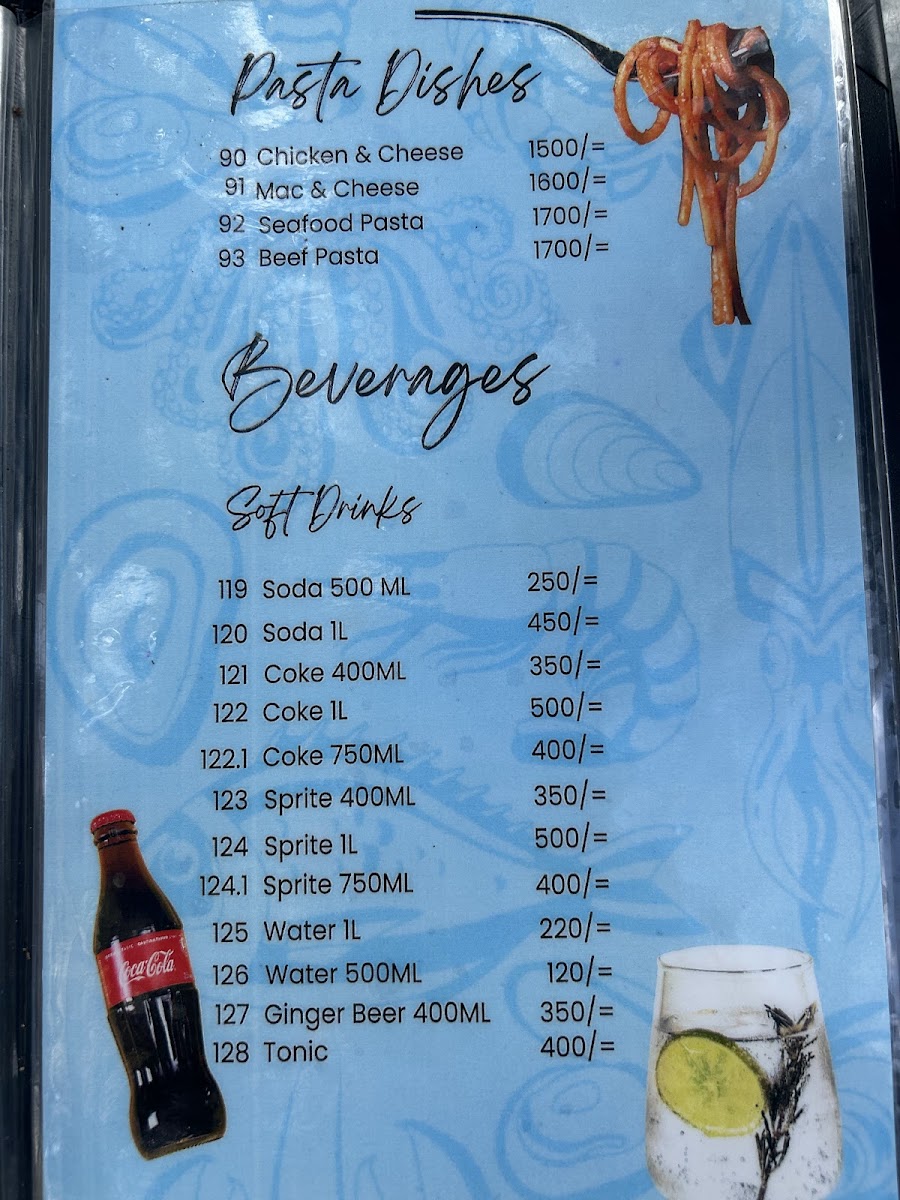 Pasta Dishes
90 Chicken & Cheese 1500/=
91 Mac & Cheese 1600/=
92 Seafood Pasta 1700/=
93 Beef Pasta 1700/=
Beverages
Soft Drinks
119 Soda 500 ML 250/=
120 Soda 1L 450/=
121 Coke 400ML 350/=
122 Coke 1L 500/=
122.1 Coke 750ML 400/=
123 Sprite 400ML 350/=
124 Sprite 1L 500/=
124.1 Sprite 750ML 400/=
125 Water 1L 220/=
126 Water 500ML 120/=
127 Ginger Beer 400ML 350/=
128 Tonic 400/=
Coca-Cola